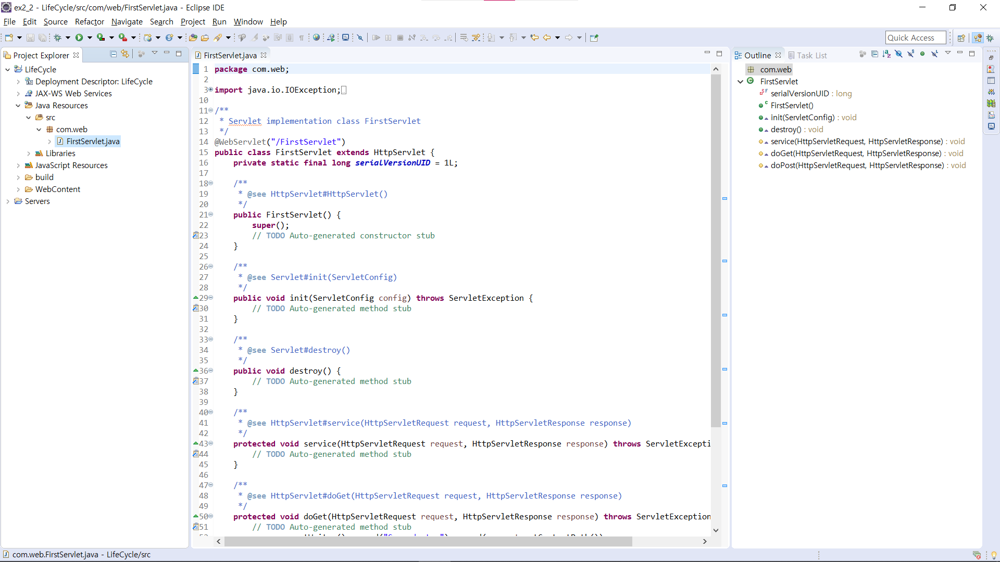 ex2_2 - LifeCycle/src/com/web/FirstServlet.java - Eclipse IDE
File Edit Source Refactor Navigate Search Project Run Window Help
Quick Access
Project Explorer
LifeCycle
Deployment Descriptor: LifeCycle
JAX-WS Web Services
Java Resources
src
com.web
FirstServlet.java
Libraries
JavaScript Resources
build
WebContent
Servers
FirstServlet.java
1 package com.web;
2
3 import java.io.IOException;
10
11 /**
12 * Servlet implementation class FirstServlet
13 */
14 @WebServlet("/FirstServlet")
15 public class FirstServlet extends HttpServlet {
16 private static final long serialVersionUID = 1L;
17
18 /**
19 * @see HttpServlet#HttpServlet()
20 */
21 public FirstServlet() {
22 super();
23 // TODO Auto-generated constructor stub
24 }
25
26 /**
27 * @see Servlet#init(ServletConfig)
28 */
29 public void init(ServletConfig config) throws ServletException {
30 // TODO Auto-generated method stub
31 }
32
33 /**
34 * @see Servlet#destroy()
35 */
36 public void destroy() {
37 // TODO Auto-generated method stub
38 }
39
40 /**
41 * @see HttpServlet#service(HttpServletRequest request, HttpServletResponse response)
42 */
43 protected void service(HttpServletRequest request, HttpServletResponse response) throws ServletExcepti
44 // TODO Auto-generated method stub
45 }
46
47 /**
48 * @see HttpServlet#doGet(HttpServletRequest request, HttpServletResponse response)
49 */
50 protected void doGet(HttpServletRequest request, HttpServletResponse response) throws ServletException
51 // TODO Auto-generated method stub
Outline Task List
com.web
FirstServlet
serialVersionUID : long
FirstServlet()
init(ServletConfig) : void
destroy() : void
service(HttpServletRequest, HttpServletResponse) : void
doGet(HttpServletRequest, HttpServletResponse) : void
doPost(HttpServletRequest, HttpServletResponse) : void
com.web.FirstServlet.java - LifeCycle/src